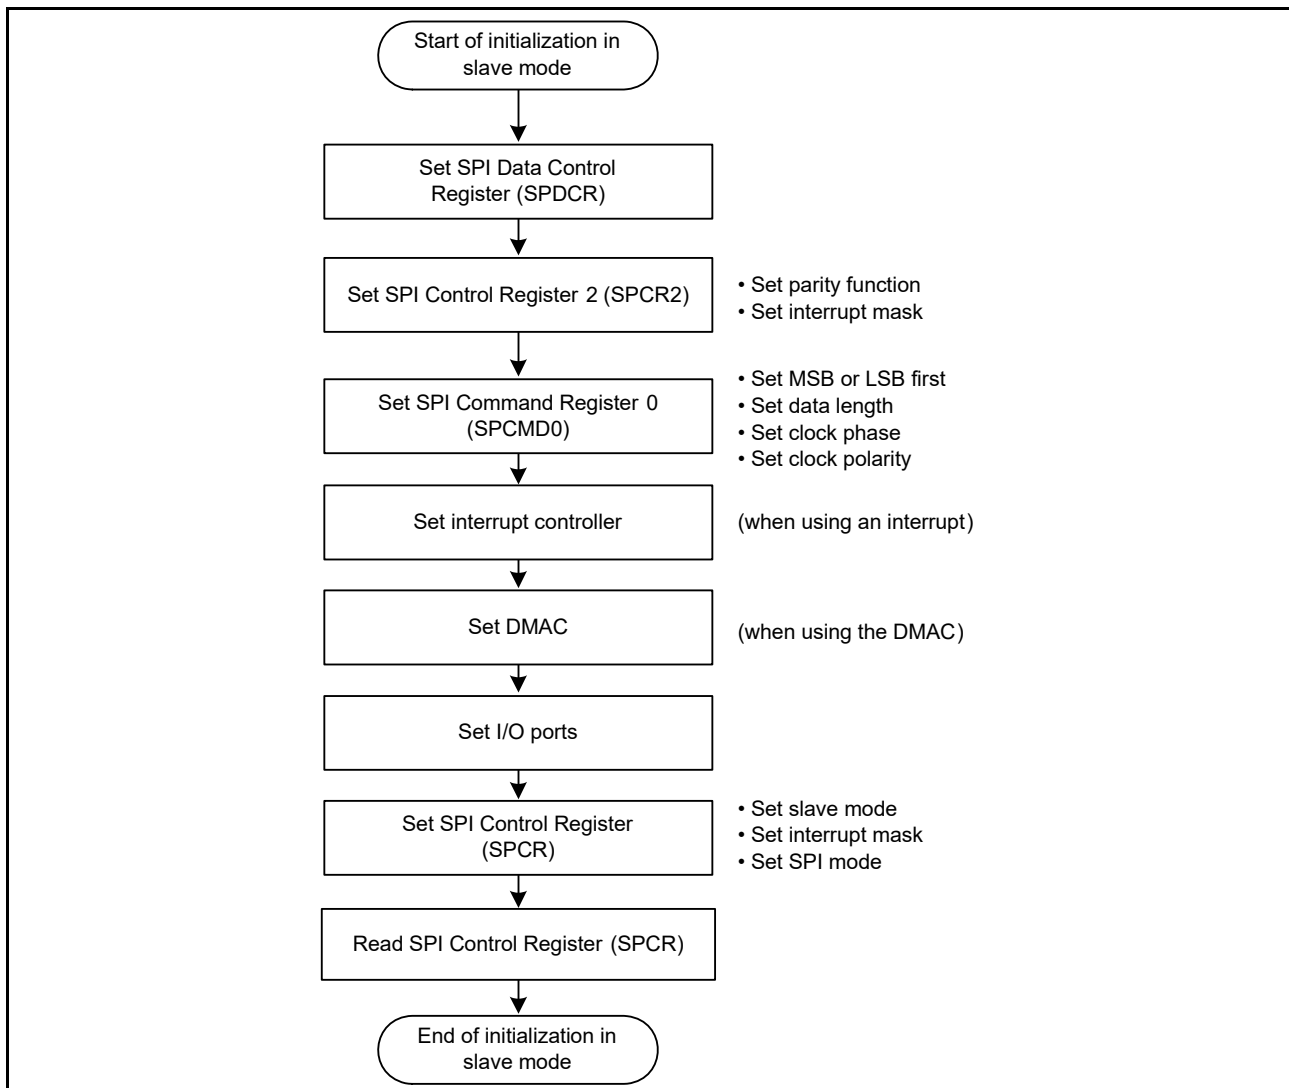 Start of initialization in
slave mode
Set SPI Data Control
Register (SPDCR)
Set SPI Control Register 2 (SPCR2)
• Set parity function
• Set interrupt mask
Set SPI Command Register 0
(SPCMD0)
• Set MSB or LSB first
• Set data length
• Set clock phase
• Set clock polarity
Set interrupt controller
(when using an interrupt)
Set DMAC
(when using the DMAC)
Set I/O ports
Set SPI Control Register
(SPCR)
• Set slave mode
• Set interrupt mask
• Set SPI mode
Read SPI Control Register (SPCR)
End of initialization in
slave mode